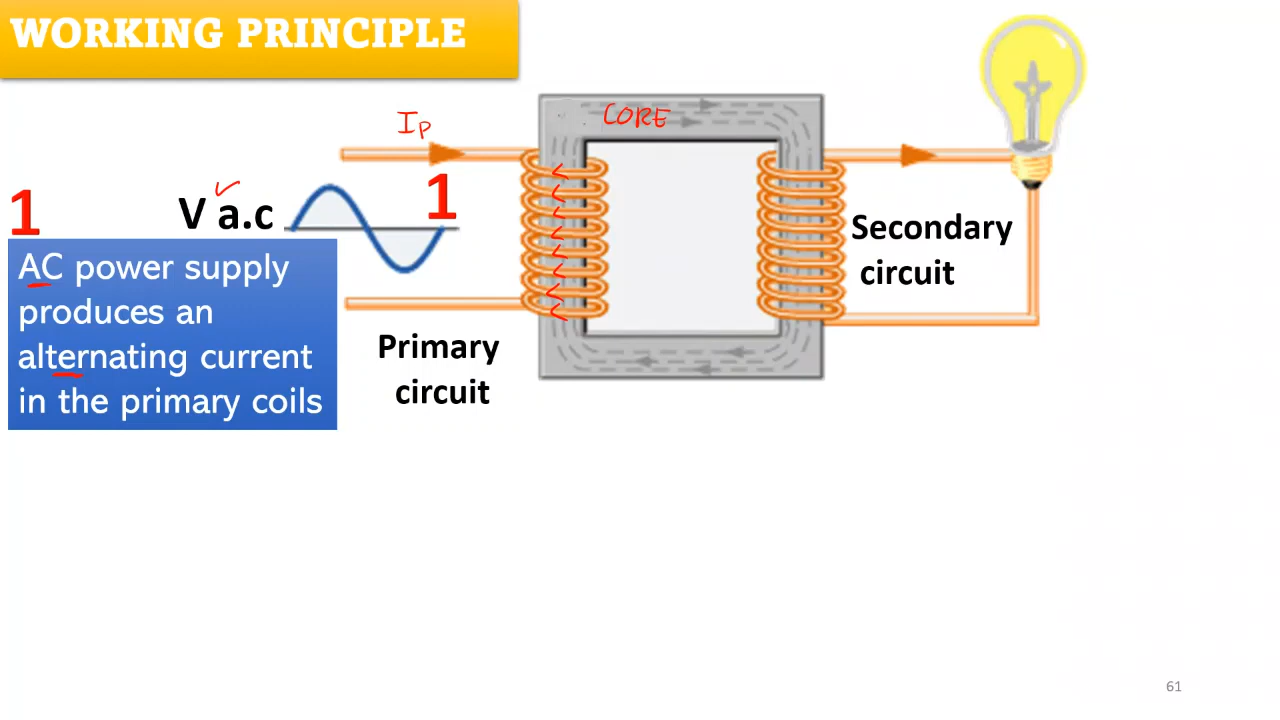 WORKING PRINCIPLE
I_P
CORE
1
V a.c
1
AC power supply
produces an
alternating current
in the primary coils
Primary
circuit
Secondary
circuit
61